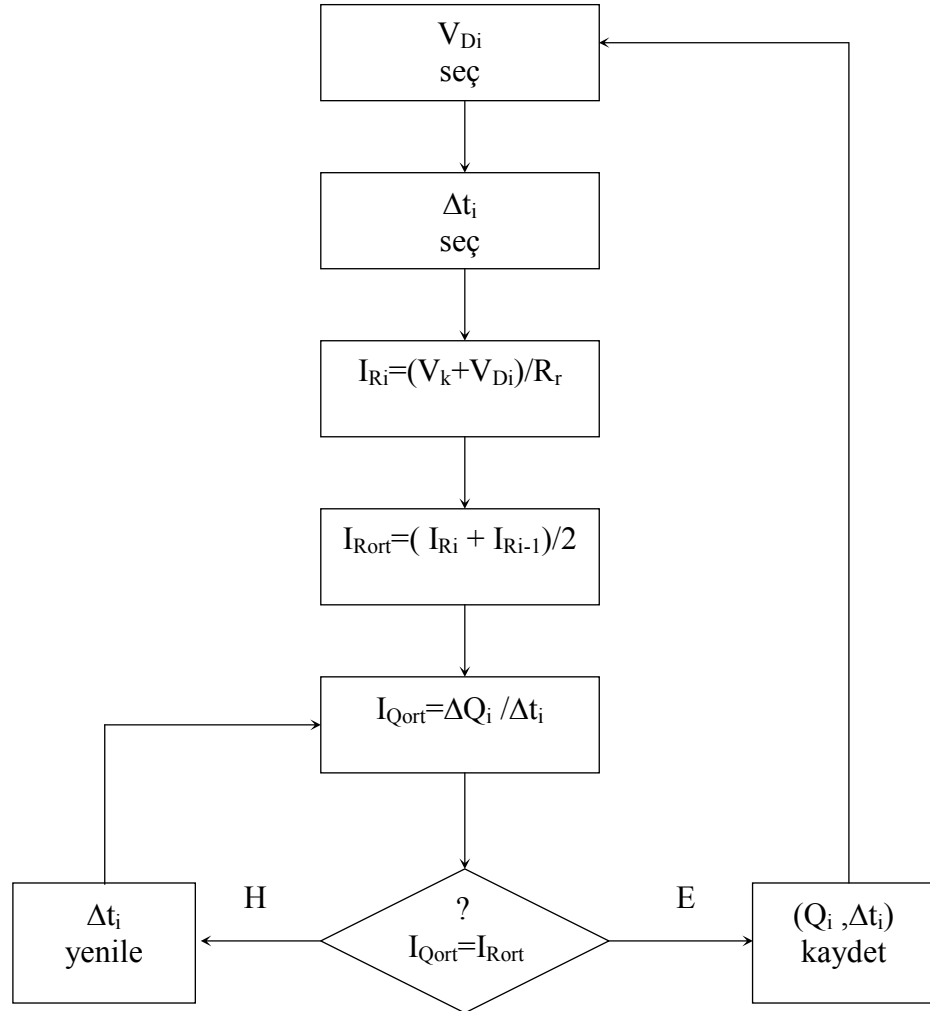 V_Di
seç
Δt_i
seç
I_Ri=(V_k+V_Di)/R_r
I_Rort=( I_Ri + I_Ri-1)/2
I_Qort=ΔQ_i /Δt_i
H
?
E
Δt_i
yenile
I_Qort=I_Rort
(Q_i ,Δt_i)
kaydet